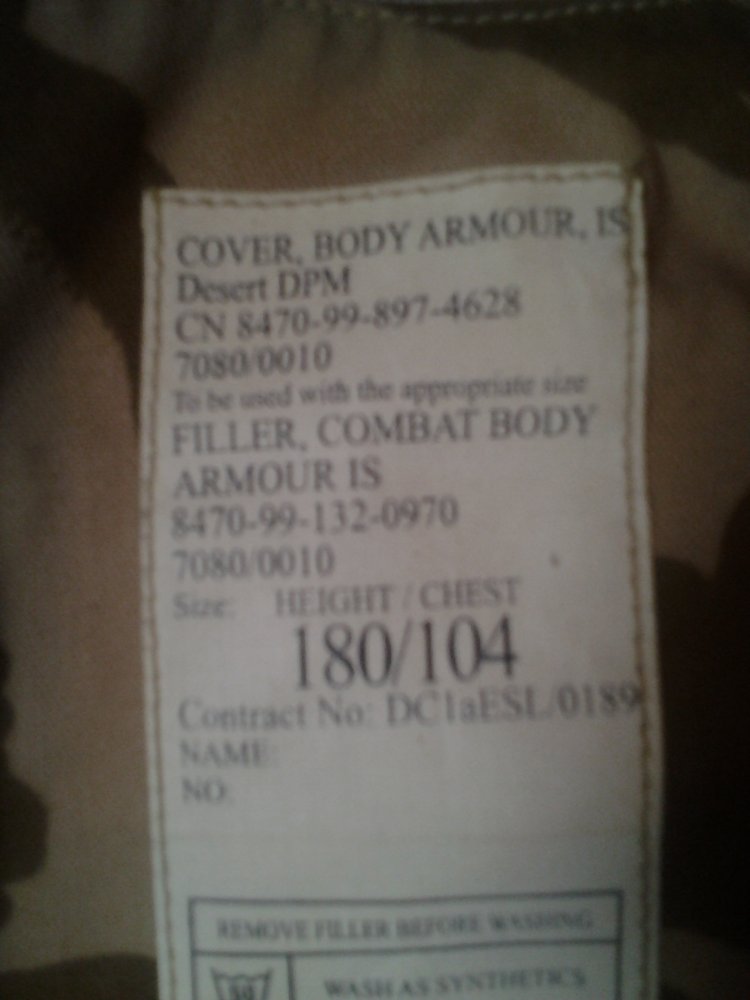 COVER, BODY ARMOUR, IS
Desert DPM
CN 8470-99-897-4628
7080/0010
To be used with the appropriate size
FILLER, COMBAT BODY
ARMOUR IS
8470-99-132-0970
7080/0010
Size: HEIGHT / CHEST
180/104
Contract No: DC1aESL/0189
NAME:
NO:
REMOVE FILLER BEFORE WASHING
50 WASH AS SYNTHETICS